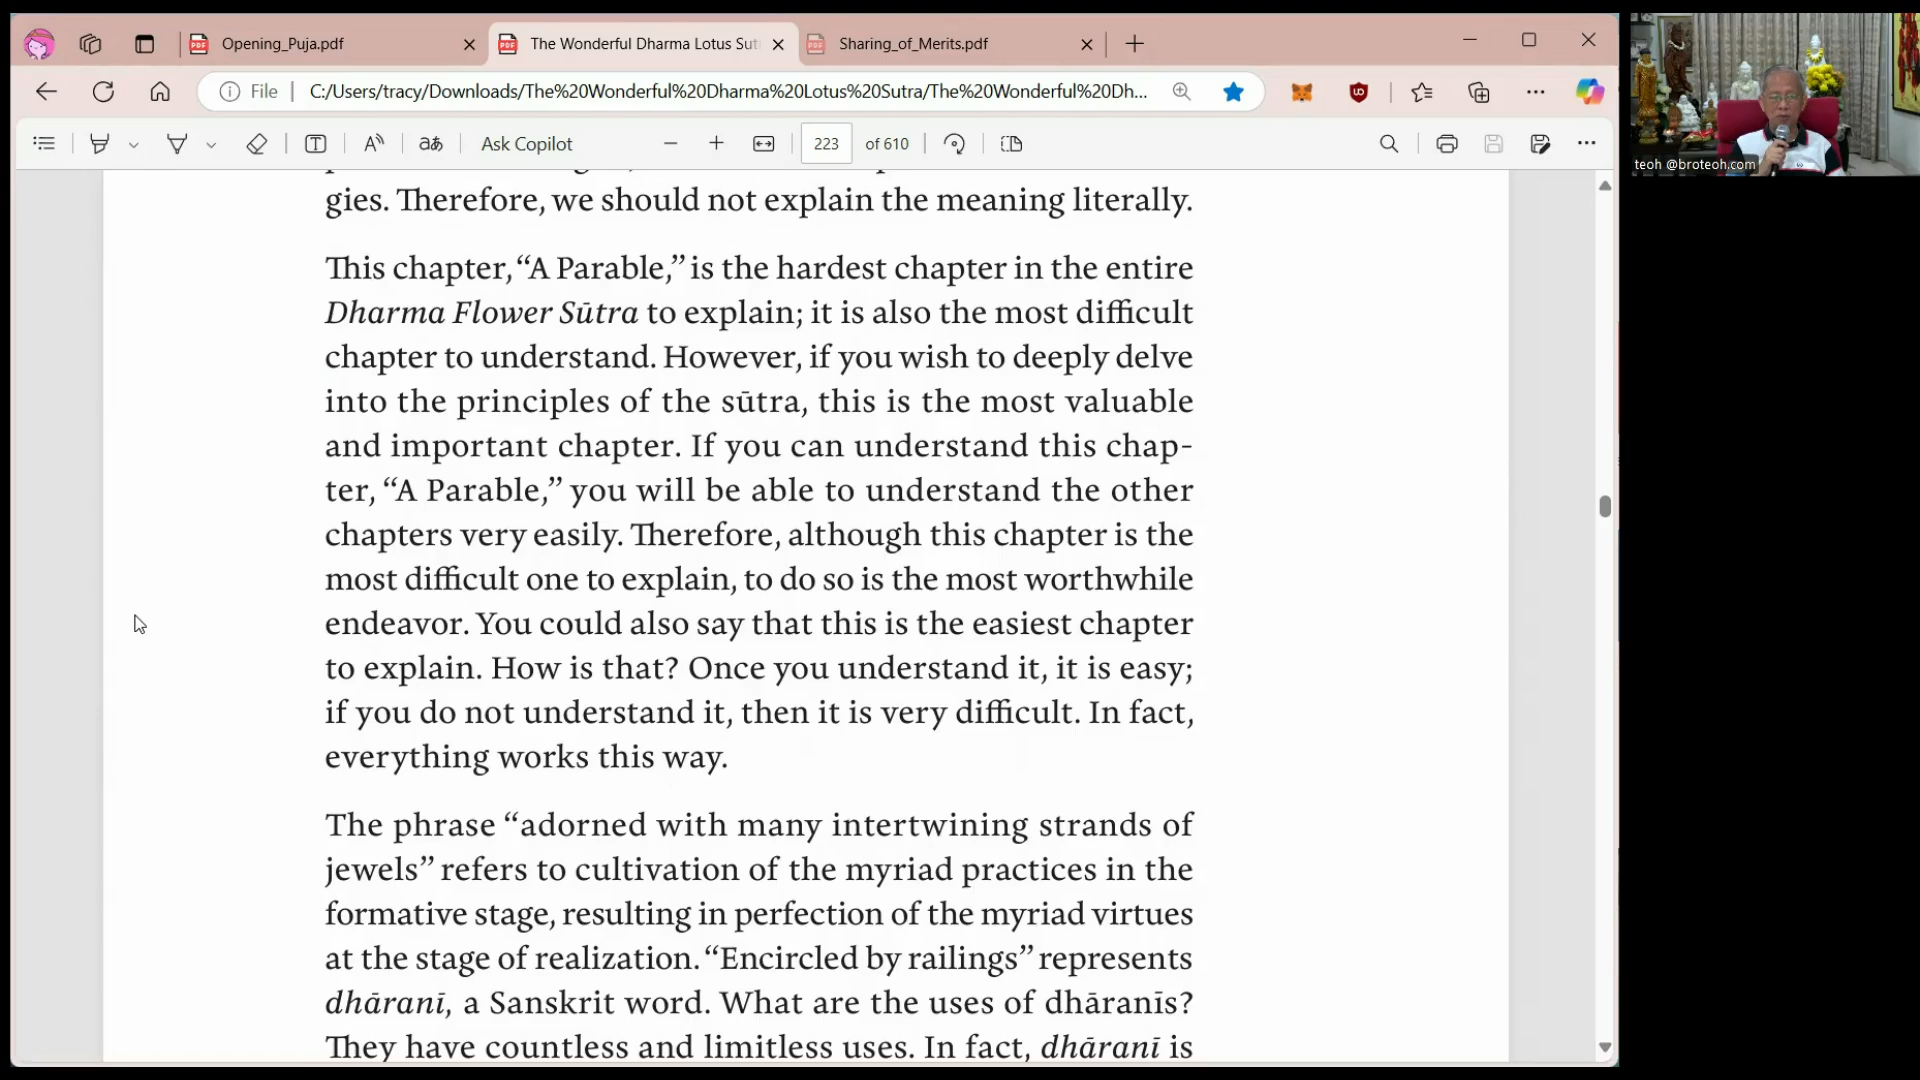 Opening_Puja.pdf
The Wonderful Dharma Lotus Sut
Sharing_of_Merits.pdf
File
C:/Users/tracy/Downloads/The%20Wonderful%20Dharma%20Lotus%20Sutra/The%20Wonderful%20Dh...
Ask Copilot
223 of 610
teoh @broteoh.com
gies. Therefore, we should not explain the meaning literally.
This chapter, “A Parable,” is the hardest chapter in the entire
Dharma Flower Sūtra to explain; it is also the most difficult
chapter to understand. However, if you wish to deeply delve
into the principles of the sūtra, this is the most valuable
and important chapter. If you can understand this chap-
ter, “A Parable,” you will be able to understand the other
chapters very easily. Therefore, although this chapter is the
most difficult one to explain, to do so is the most worthwhile
endeavor. You could also say that this is the easiest chapter
to explain. How is that? Once you understand it, it is easy;
if you do not understand it, then it is very difficult. In fact,
everything works this way.
The phrase “adorned with many intertwining strands of
jewels” refers to cultivation of the myriad practices in the
formative stage, resulting in perfection of the myriad virtues
at the stage of realization. “Encircled by railings” represents
dhāranī, a Sanskrit word. What are the uses of dhāranīs?
They have countless and limitless uses. In fact, dhāranī is